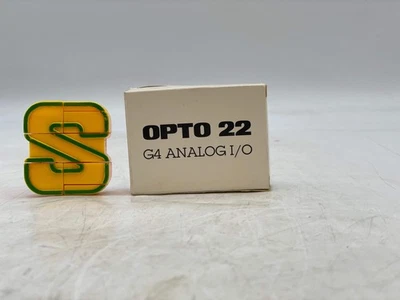 S
OPTO 22
G4 ANALOG I/O